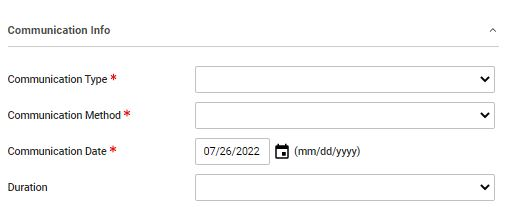 Communication Info
Communication Type *
Communication Method *
Communication Date * 07/26/2022 (mm/dd/yyyy)
Duration